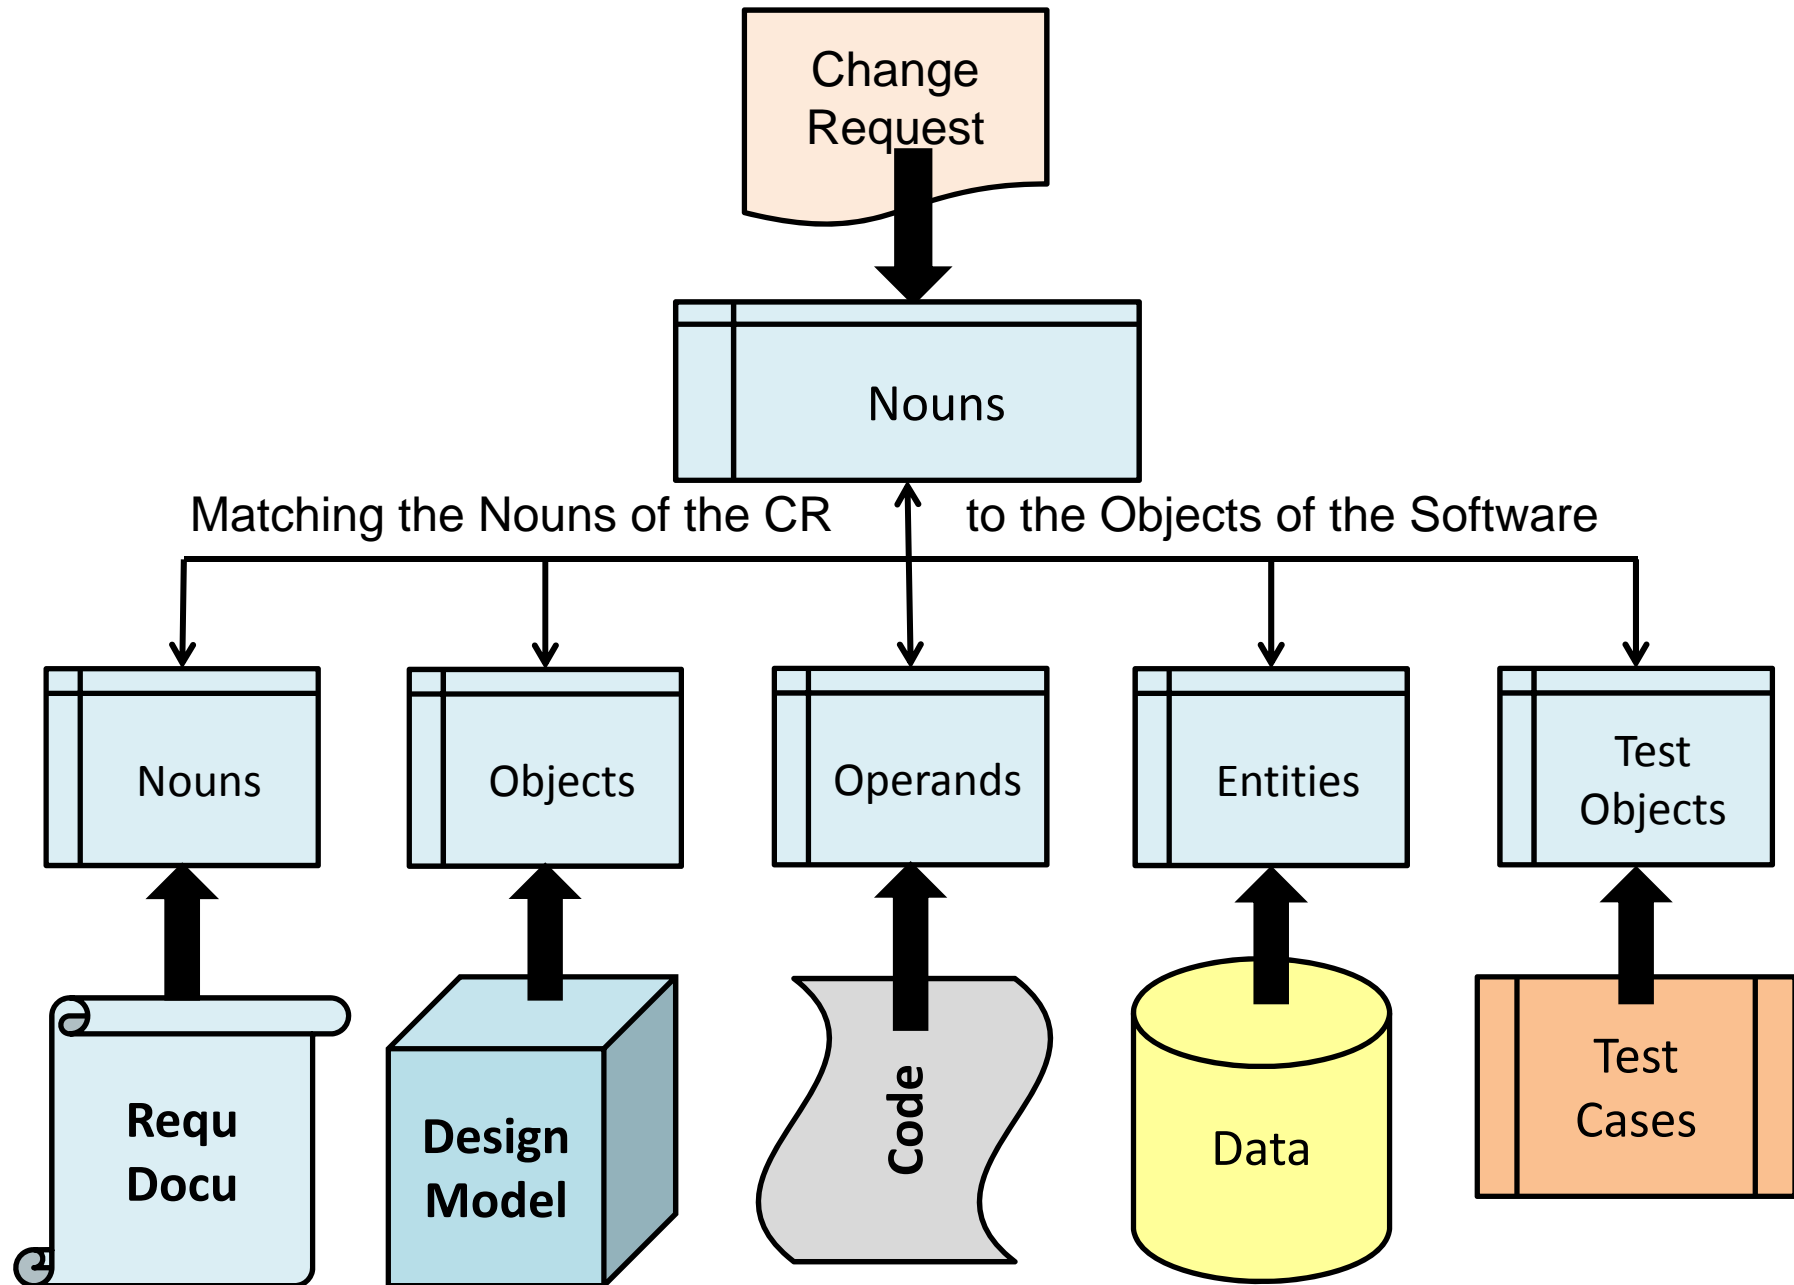 Change
Request
Nouns
Matching the Nouns of the CR to the Objects of the Software
Nouns
Objects
Operands
Entities
Test
Objects
Requ
Docu
Design
Model
Code
Data
Test
Cases